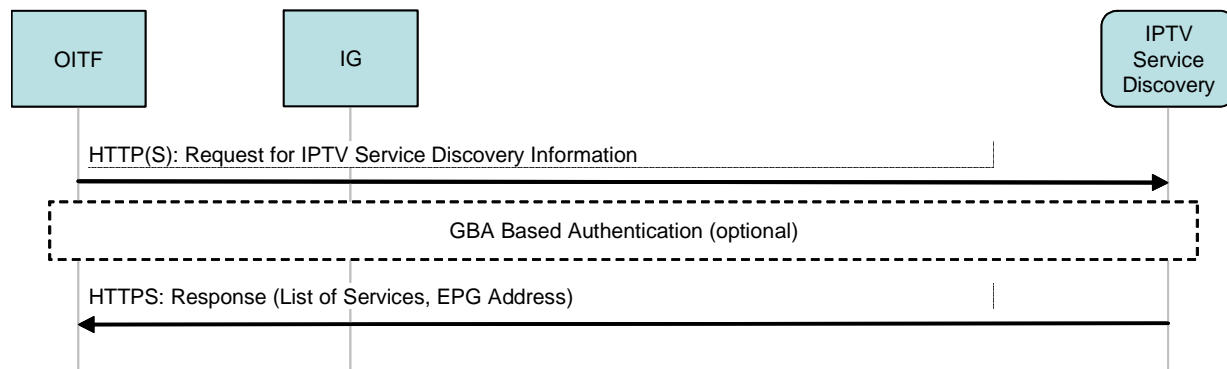 OITF
IG
IPTV
Service
Discovery
HTTP(S): Request for IPTV Service Discovery Information
GBA Based Authentication (optional)
HTTPS: Response (List of Services, EPG Address)